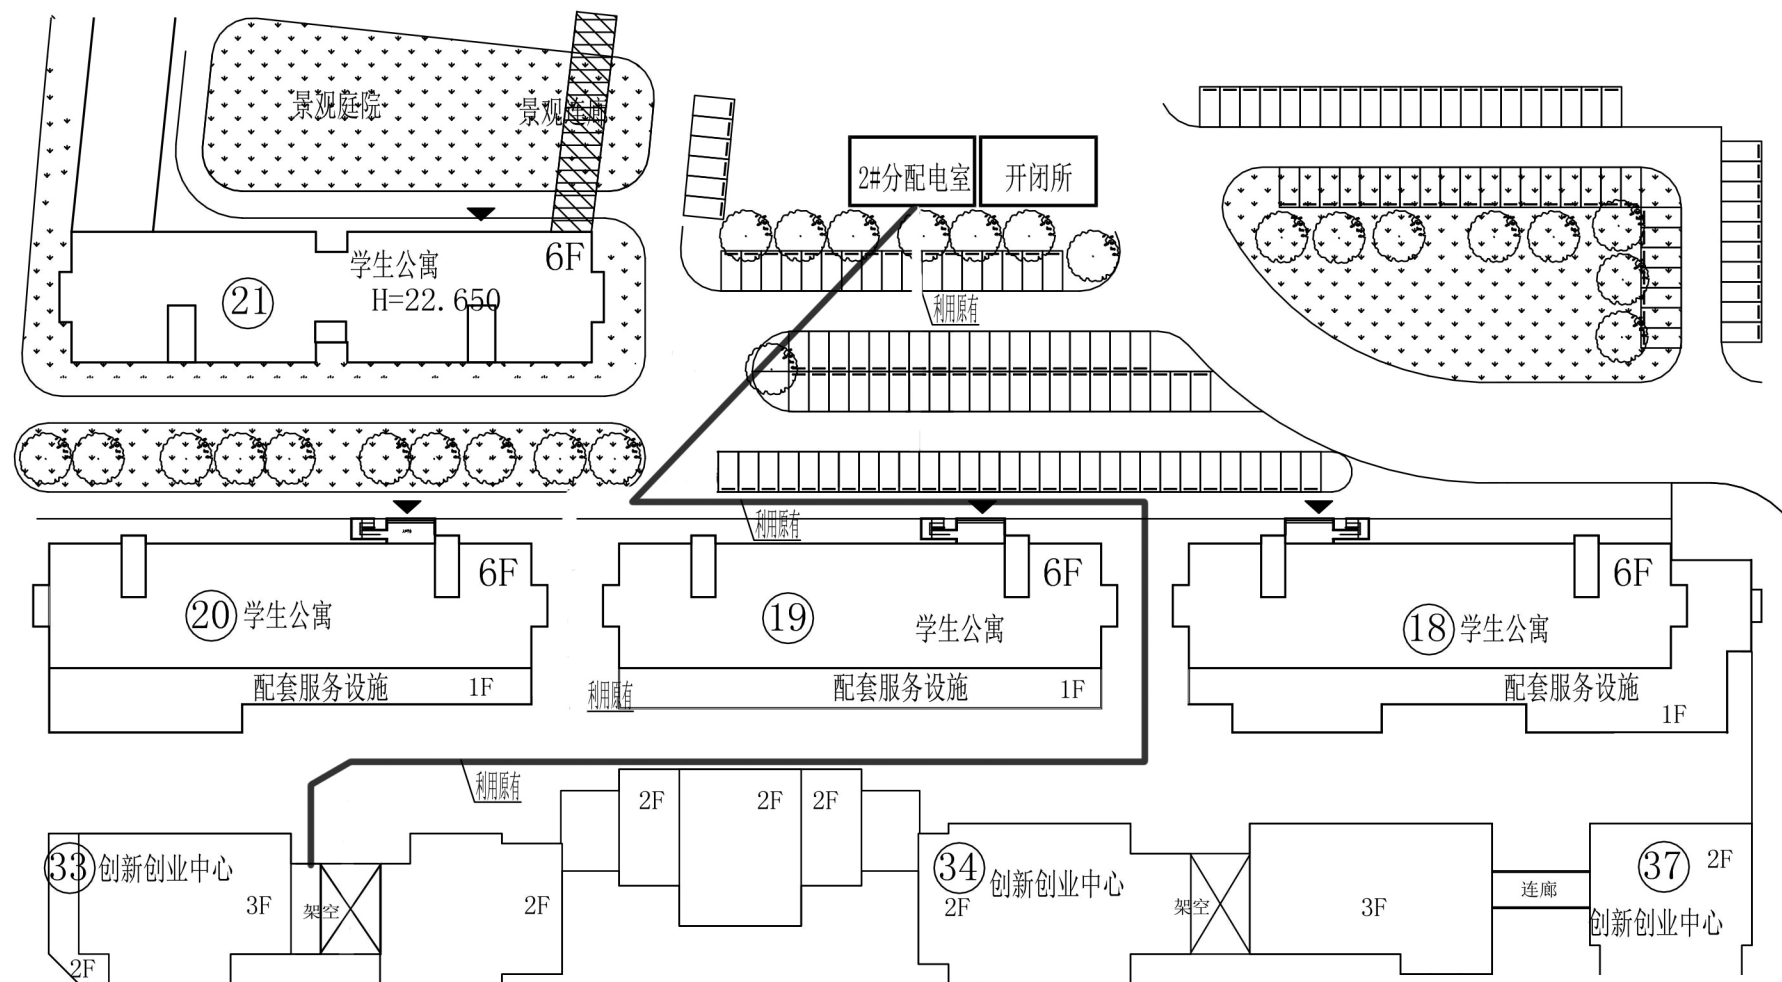 景观庭院
景观连廊
2#分配电室
开闭所
学生公寓
6F
21
H=22.650
利用原有
利用原有
6F
20
学生公寓
配套服务设施
1F
6F
19
学生公寓
利用原有
配套服务设施
1F
6F
18
学生公寓
配套服务设施
1F
利用原有
2F
2F
2F
33
创新创业中心
3F
架空
2F
2F
34
创新创业中心
2F
架空
3F
连廊
37
2F
创新创业中心